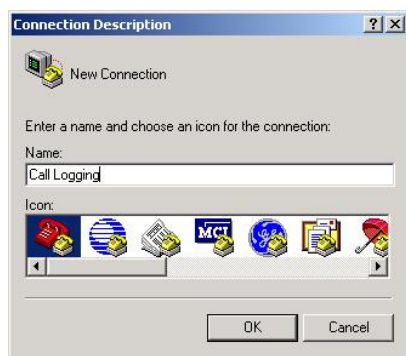 Connection Description
New Connection
Enter a name and choose an icon for the connection:
Name:
Call Logging
Icon:
MCI
OK
Cancel